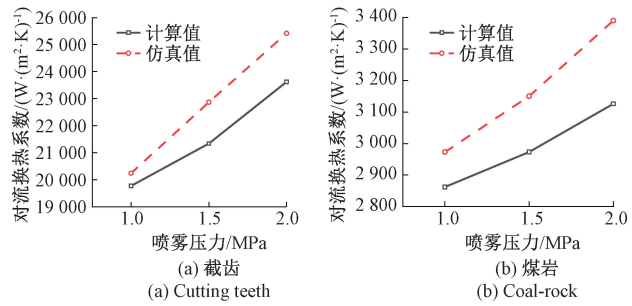 对流换热系数/(W·(m²·K)⁻¹)
26 000
25 000
24 000
23 000
22 000
21 000
20 000
19 000
计算值
仿真值
1.0 1.5 2.0
喷雾压力/MPa
(a) 截齿
(a) Cutting teeth
对流换热系数/(W·(m²·K)⁻¹)
3 400
3 300
3 200
3 100
3 000
2 900
2 800
计算值
仿真值
1.0 1.5 2.0
喷雾压力/MPa
(b) 煤岩
(b) Coal-rock